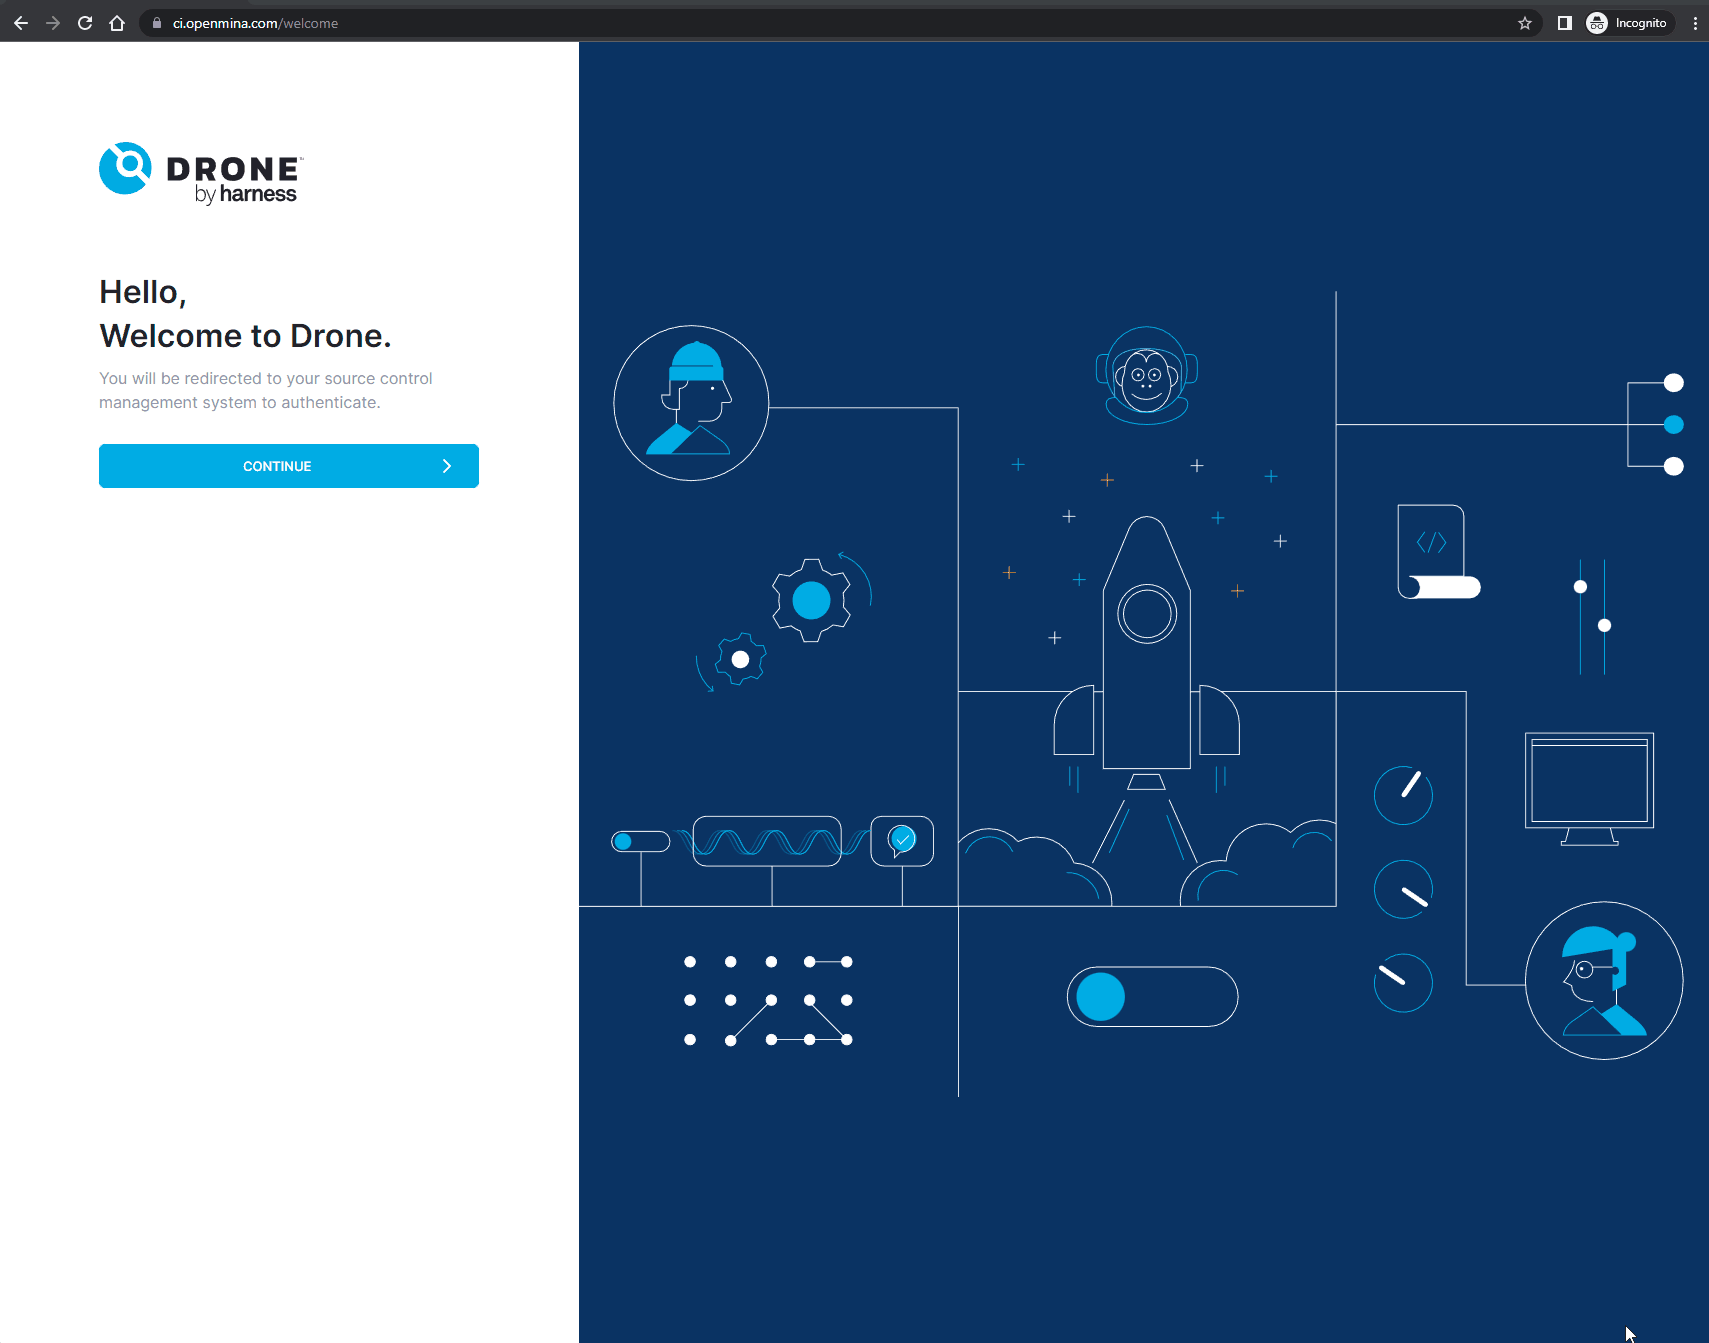 ci.openmina.com/welcome
Incognito
DRONE™
by harness
Hello,
Welcome to Drone.
You will be redirected to your source control
management system to authenticate.
CONTINUE
</>